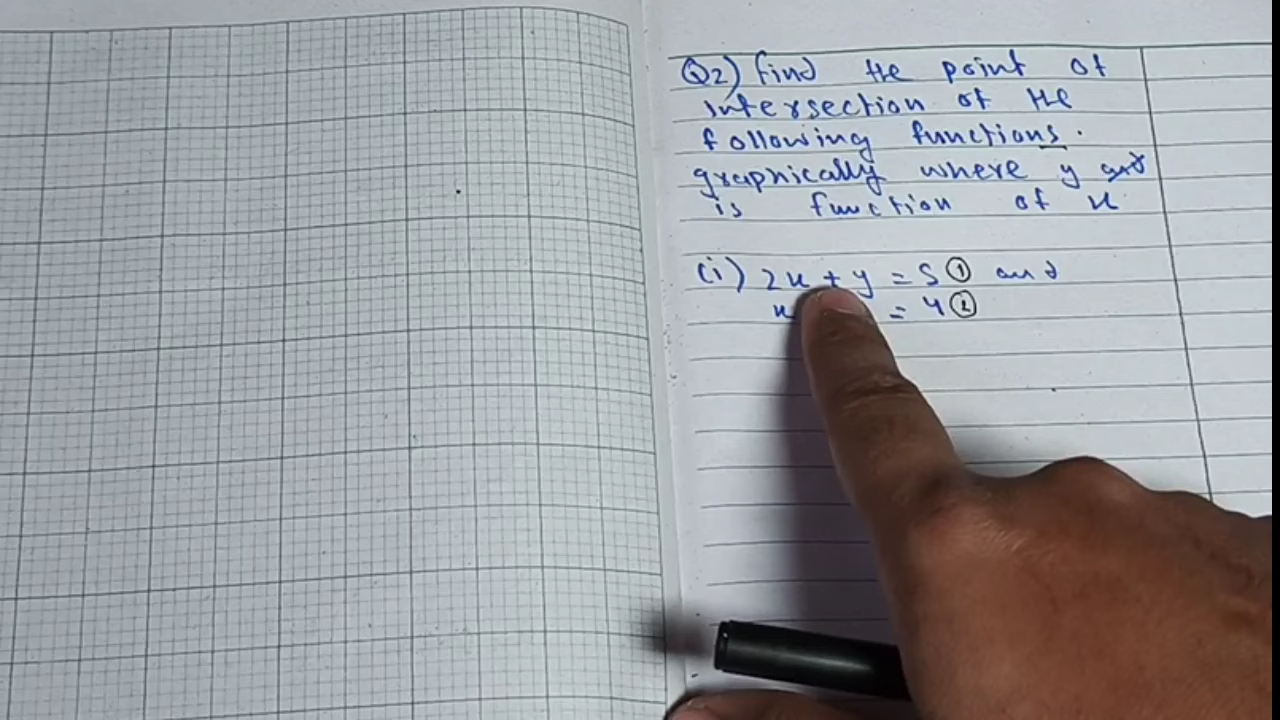 Q2) find the point of
intersection of the
following functions.
graphically where y
is function of x
(i) 2x + y = 5 ① and
x = 4 ②